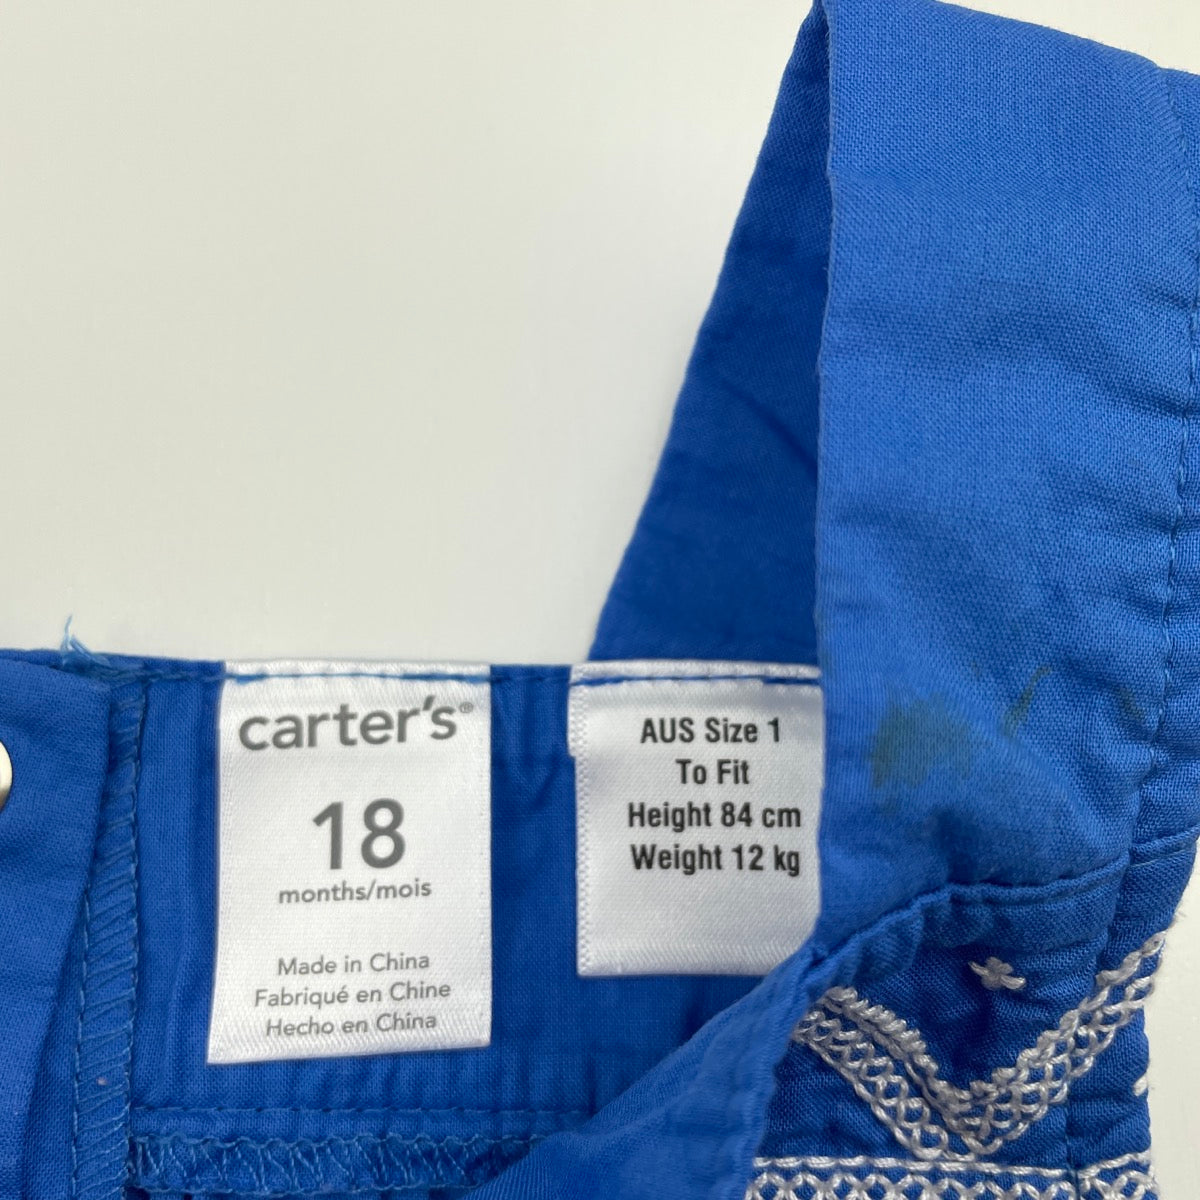 carter's®
18
months/mois
Made in China
Fabriqué en Chine
Hecho en China
AUS Size 1
To Fit
Height 84 cm
Weight 12 kg